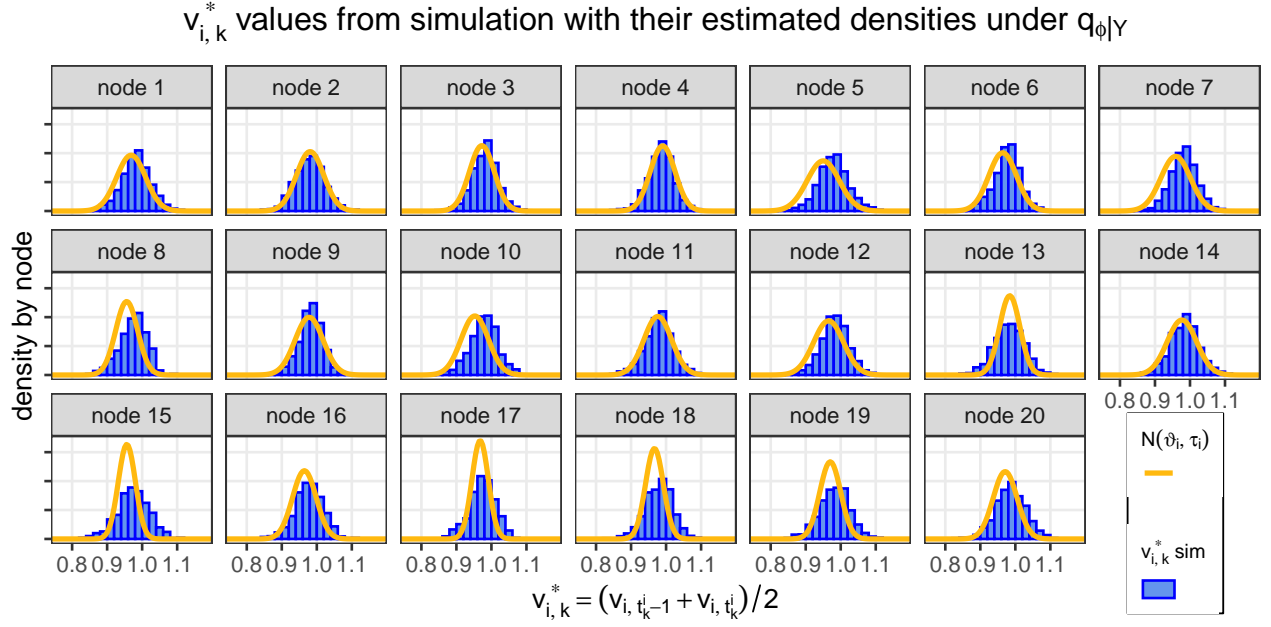 v*i, k values from simulation with their estimated densities under qϕ|Y
node 1 node 2 node 3 node 4 node 5 node 6 node 7
node 8 node 9 node 10 node 11 node 12 node 13 node 14
density by node
0.8 0.9 1.0 1.1
node 15 node 16 node 17 node 18 node 19 node 20
N(ϑi, τi)
v*i, k sim
0.8 0.9 1.0 1.1 0.8 0.9 1.0 1.1 0.8 0.9 1.0 1.1 0.8 0.9 1.0 1.1 0.8 0.9 1.0 1.1 0.8 0.9 1.0 1.1
v*i, k = (vi, tik−1 + vi, tik)/2